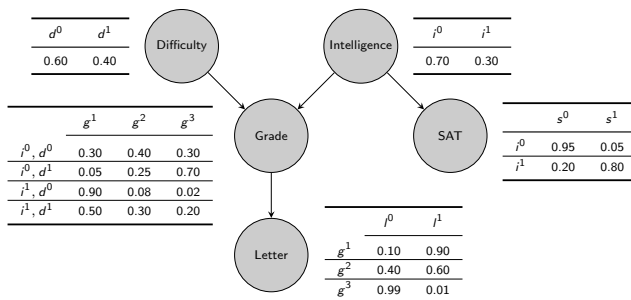 d⁰ d¹
0.60 0.40
Difficulty
Intelligence
i⁰ i¹
0.70 0.30
g¹ g² g³
i⁰, d⁰ 0.30 0.40 0.30
i⁰, d¹ 0.05 0.25 0.70
i¹, d⁰ 0.90 0.08 0.02
i¹, d¹ 0.50 0.30 0.20
Grade
SAT
s⁰ s¹
i⁰ 0.95 0.05
i¹ 0.20 0.80
Letter
l⁰ l¹
g¹ 0.10 0.90
g² 0.40 0.60
g³ 0.99 0.01